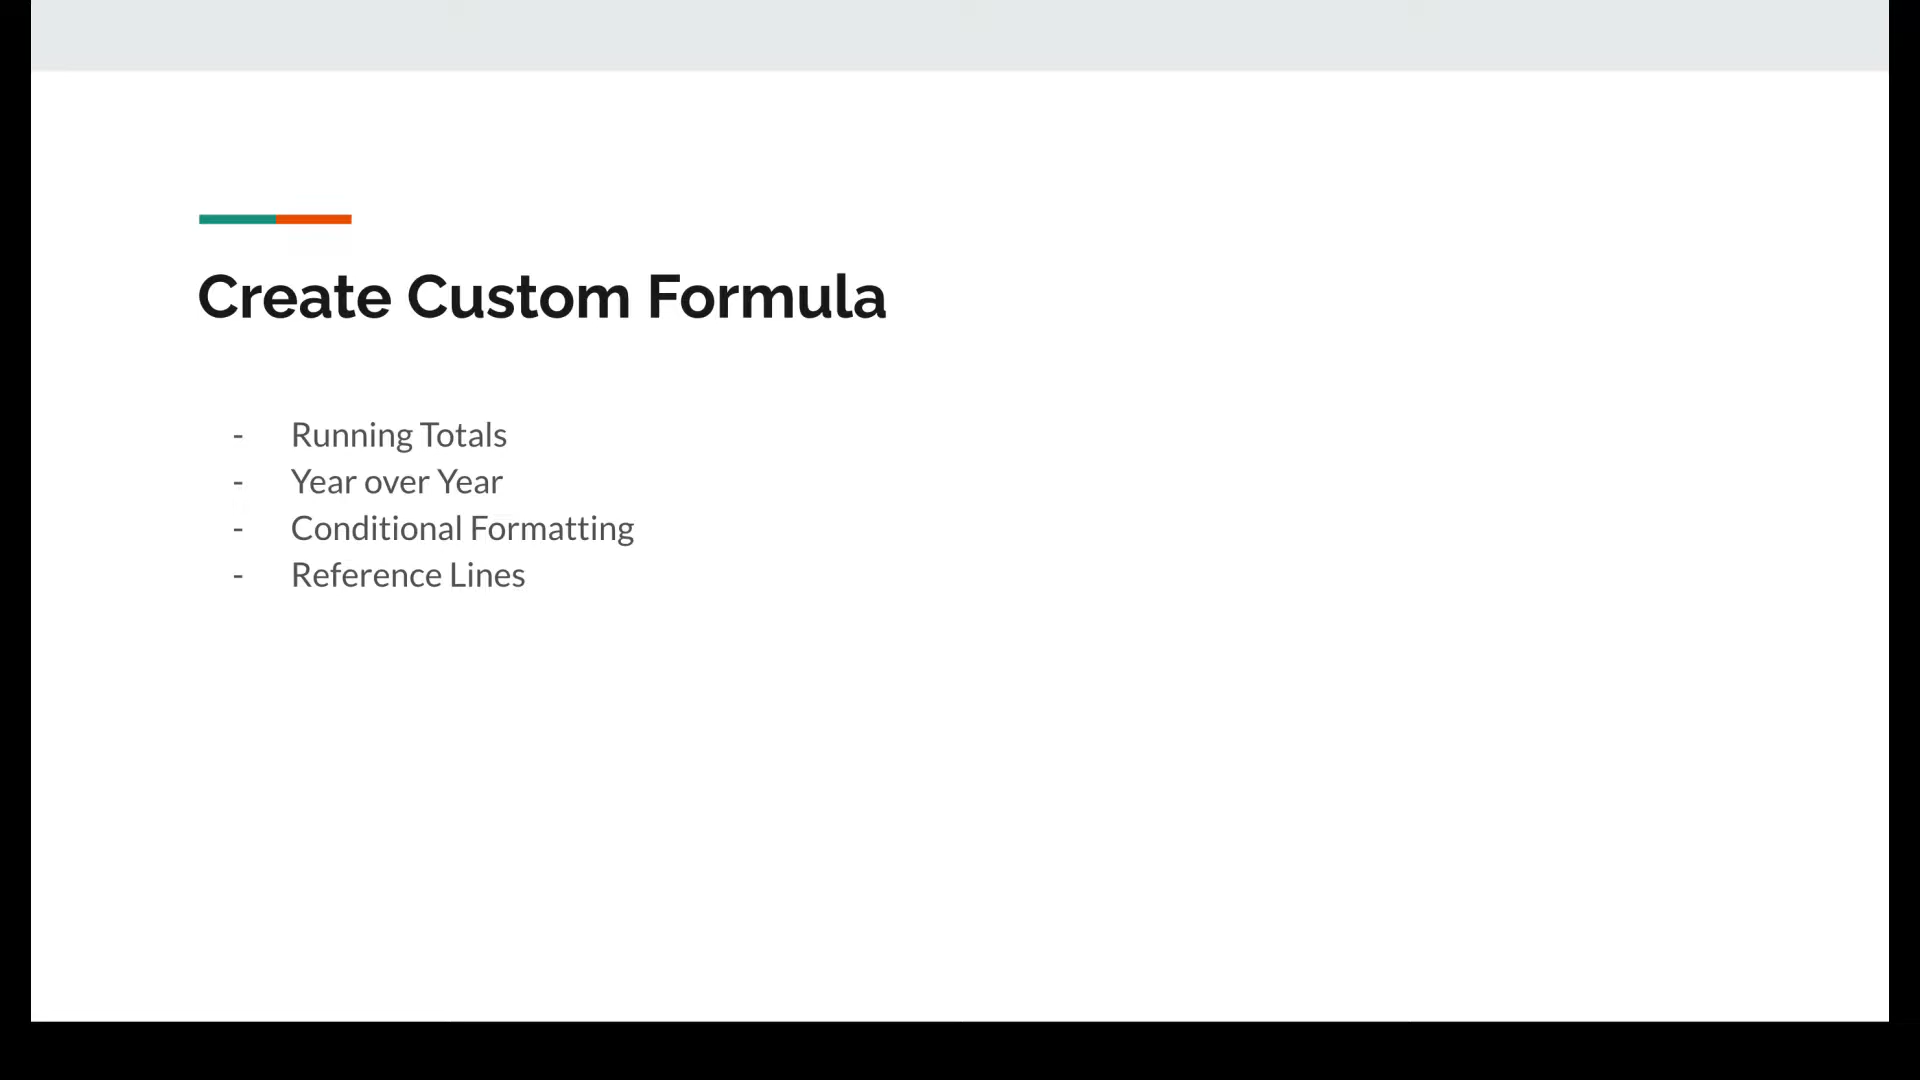 Create Custom Formula
- Running Totals
- Year over Year
- Conditional Formatting
- Reference Lines